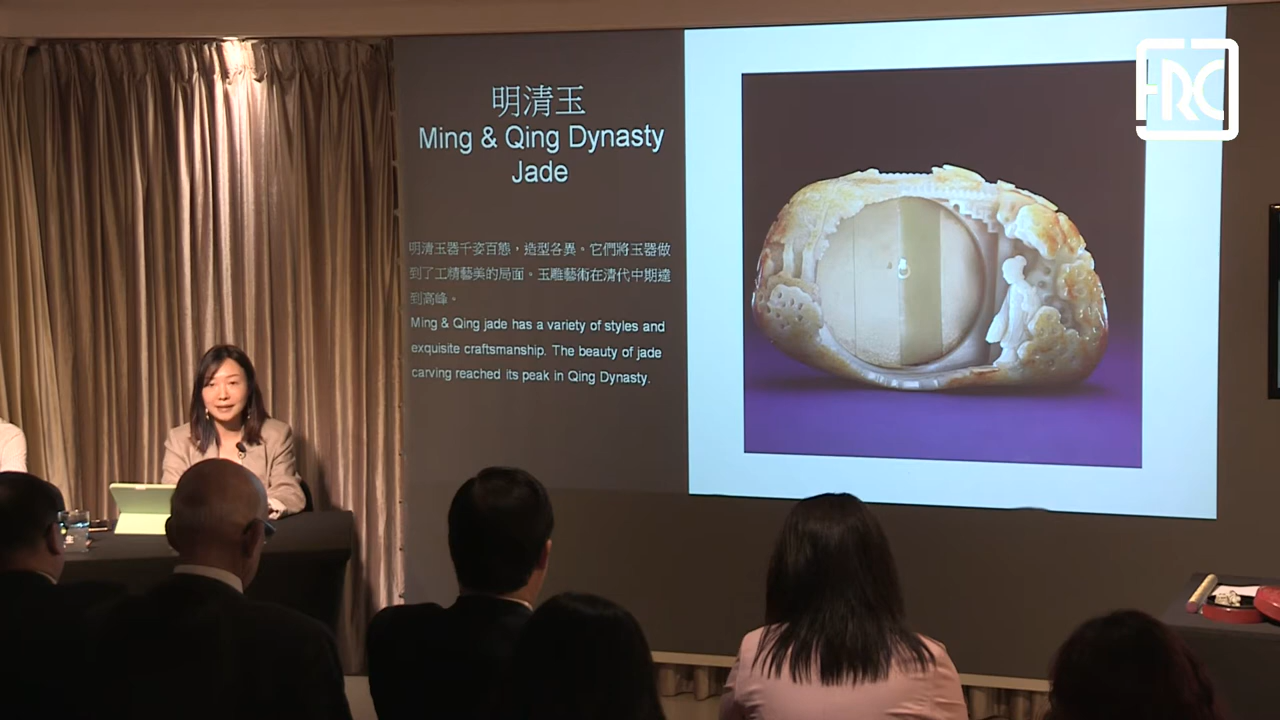 明清玉
Ming & Qing Dynasty
Jade
明清玉器千姿百態，造型各異。它們將玉器做
到了工精藝美的局面。玉雕藝術在清代中期達
到高峰。
Ming & Qing jade has a variety of styles and
exquisite craftsmanship. The beauty of jade
carving reached its peak in Qing Dynasty.
HRC